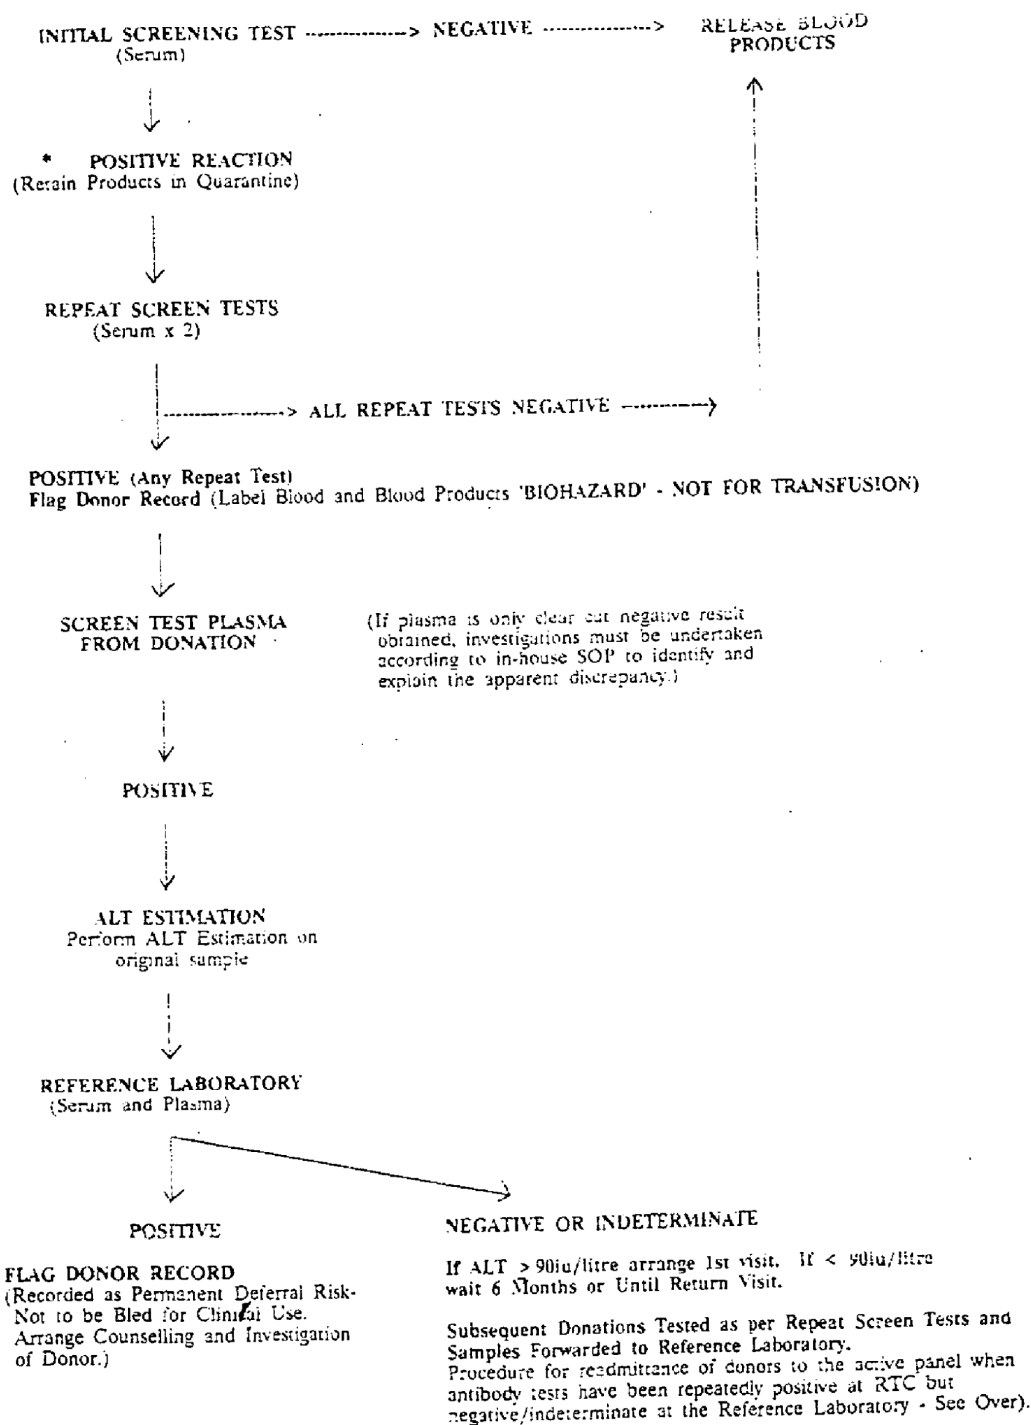 INITIAL SCREENING TEST --------------> NEGATIVE --------------> RELEASE BLOOD
(Serum) PRODUCTS
* POSITIVE REACTION
(Retain Products in Quarantine)
REPEAT SCREEN TESTS
(Serum x 2)
---------------> ALL REPEAT TESTS NEGATIVE ----------->
POSITIVE (Any Repeat Test)
Flag Donor Record (Label Blood and Blood Products 'BIOHAZARD' - NOT FOR TRANSFUSION)
SCREEN TEST PLASMA
FROM DONATION
(If plasma is only clear cut negative result
obtained, investigations must be undertaken
according to in-house SOP to identify and
explain the apparent discrepancy.)
POSITIVE
ALT ESTIMATION
Perform ALT Estimation on
original sample
REFERENCE LABORATORY
(Serum and Plasma)
POSITIVE
FLAG DONOR RECORD
(Recorded as Permanent Deferral Risk-
Not to be Bled for Clinical Use.
Arrange Counselling and Investigation
of Donor.)
NEGATIVE OR INDETERMINATE
If ALT > 90iu/litre arrange 1st visit. If < 90iu/litre
wait 6 Months or Until Return Visit.
Subsequent Donations Tested as per Repeat Screen Tests and
Samples Forwarded to Reference Laboratory.
Procedure for readmittance of donors to the active panel when
antibody tests have been repeatedly positive at RTC but
negative/indeterminate at the Reference Laboratory - See Over).